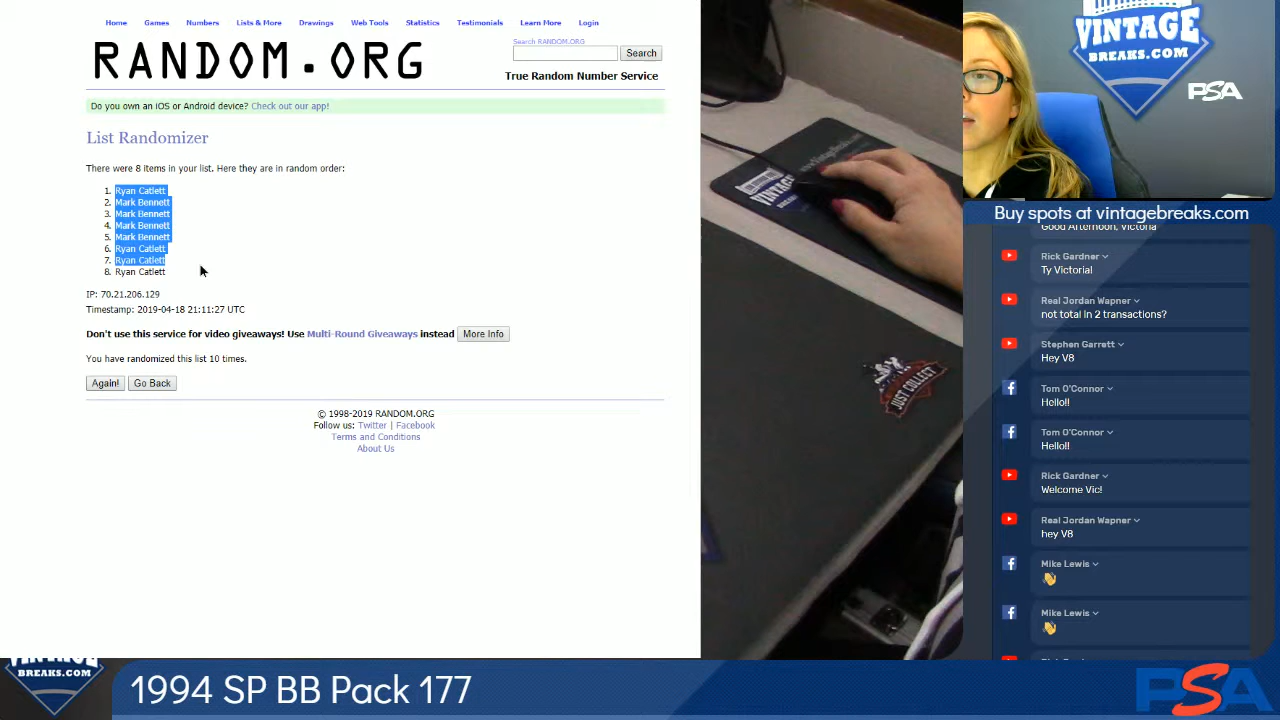 Home Games Numbers Lists & More Drawings Web Tools Statistics Testimonials Learn More Login
RANDOM.ORG
Search RANDOM.ORG
Search
True Random Number Service
Do you own an iOS or Android device? Check out our app!
List Randomizer
There were 8 items in your list. Here they are in random order:
1. Ryan Catlett
2. Mark Bennett
3. Mark Bennett
4. Mark Bennett
5. Mark Bennett
6. Ryan Catlett
7. Ryan Catlett
8. Ryan Catlett
IP: 70.21.206.129
Timestamp: 2019-04-18 21:11:27 UTC
Don't use this service for video giveaways! Use Multi-Round Giveaways instead More Info
You have randomized this list 10 times.
Again! Go Back
© 1998-2019 RANDOM.ORG
Follow us: Twitter | Facebook
Terms and Conditions
About Us
JUST COLLECT
VINTAGE
BREAKS.COM
PSA
Buy spots at vintagebreaks.com
Good Afternoon, Victoria
Rick Gardner
Ty Victorial
Real Jordan Wapner
not total in 2 transactions?
Stephen Garrett
Hey V8
Tom O'Connor
Hello!!
Tom O'Connor
Hello!!
Rick Gardner
Welcome Vic!
Real Jordan Wapner
hey V8
Mike Lewis
Mike Lewis
VINTAGE
BREAKS.COM
1994 SP BB Pack 177
PSA